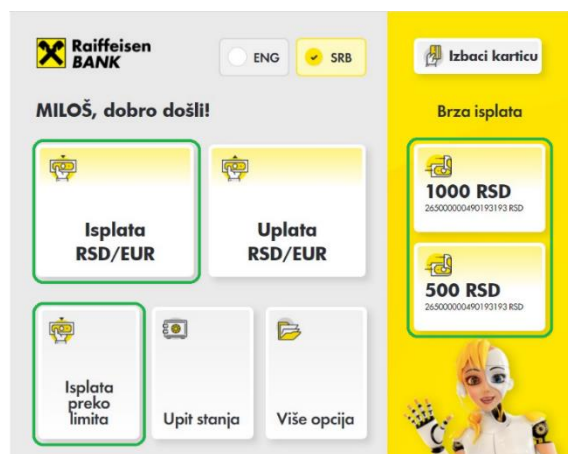 Raiffeisen
BANK
ENG
SRB
Izbaci karticu
MILOŠ, dobro došli!
Brza isplata
Isplata
RSD/EUR
Uplata
RSD/EUR
1000 RSD
265000000490193193 RSD
500 RSD
265000000490193193 RSD
Isplata
preko
limita
Upit stanja
Više opcija